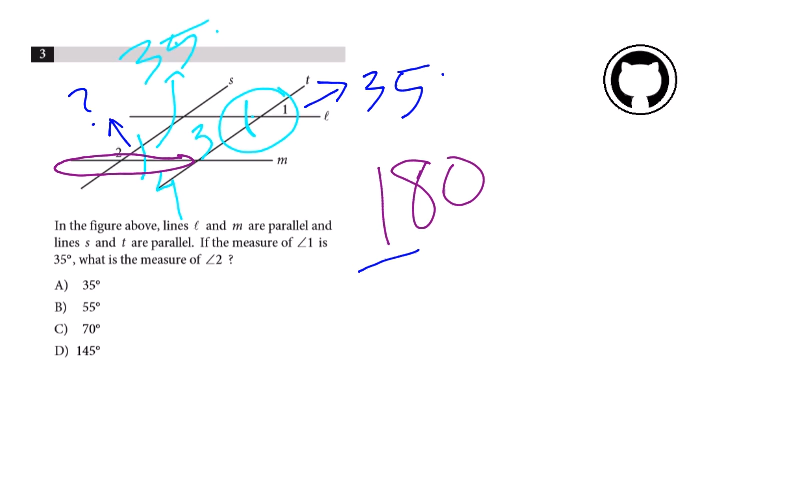 3
35.
s
t
35.
?
1
ℓ
1
3
2
1
m
4
180
In the figure above, lines ℓ and m are parallel and
lines s and t are parallel. If the measure of ∠1 is
35°, what is the measure of ∠2 ?
A) 35°
B) 55°
C) 70°
D) 145°